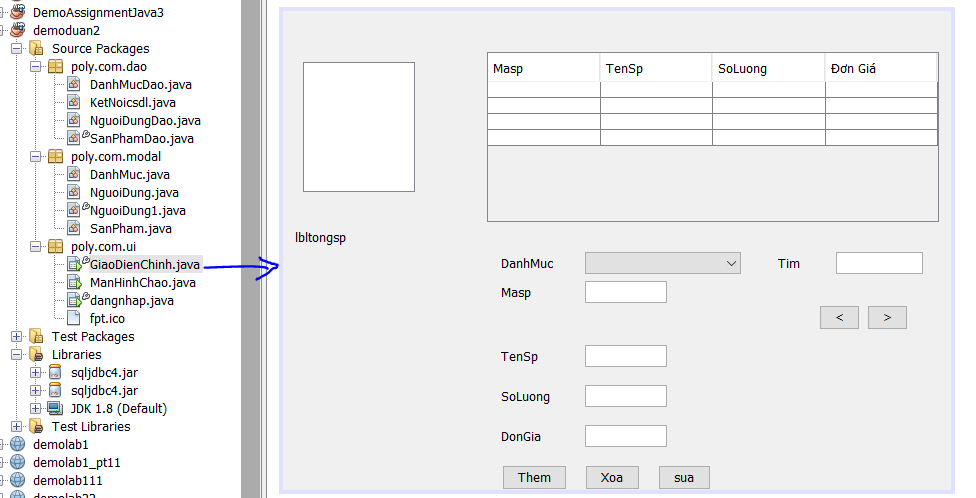 DemoAssignmentJava3
demoduan2
Source Packages
poly.com.dao
DanhMucDao.java
KetNoicsdl.java
NguoiDungDao.java
SanPhamDao.java
poly.com.modal
DanhMuc.java
NguoiDung.java
NguoiDung1.java
SanPham.java
poly.com.ui
GiaoDienChinh.java
ManHinhChao.java
dangnhap.java
fpt.ico
Test Packages
Libraries
sqljdbc4.jar
sqljdbc4.jar
JDK 1.8 (Default)
Test Libraries
demolab1
demolab1_pt11
demolab111
demolab22
Masp TenSp SoLuong Đơn Giá
lbltongsp
DanhMuc Tim
Masp
< >
TenSp
SoLuong
DonGia
Them Xoa sua